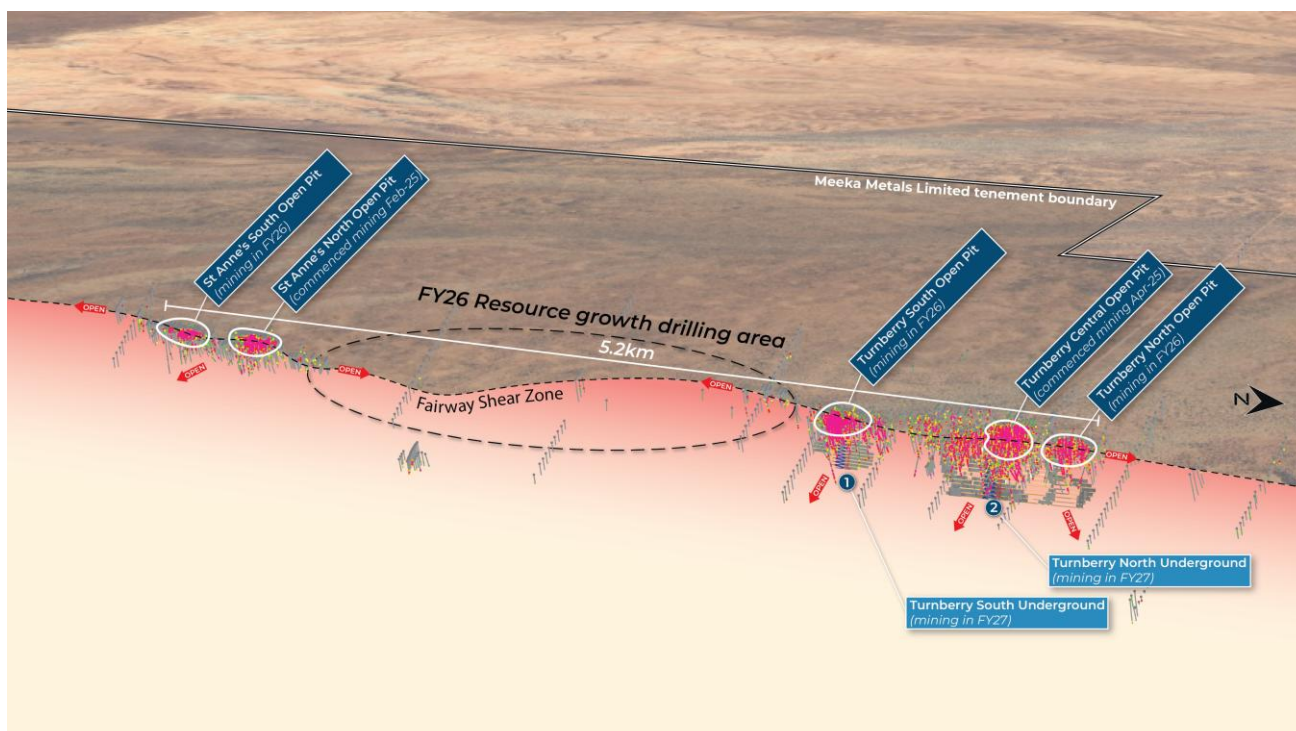 Meeka Metals Limited tenement boundary
St Anne's South Open Pit
(mining in FY26)
St Anne's North Open Pit
(commenced mining Feb-25)
FY26 Resource growth drilling area
5.2km
Turnberry South Open Pit
(mining in FY26)
Turnberry Central Open Pit
(commenced mining Apr-25)
Turnberry North Open Pit
(mining in FY26)
N
OPEN
OPEN
OPEN
OPEN
Fairway Shear Zone
OPEN
OPEN
OPEN
OPEN
1
2
Turnberry North Underground
(mining in FY27)
Turnberry South Underground
(mining in FY27)